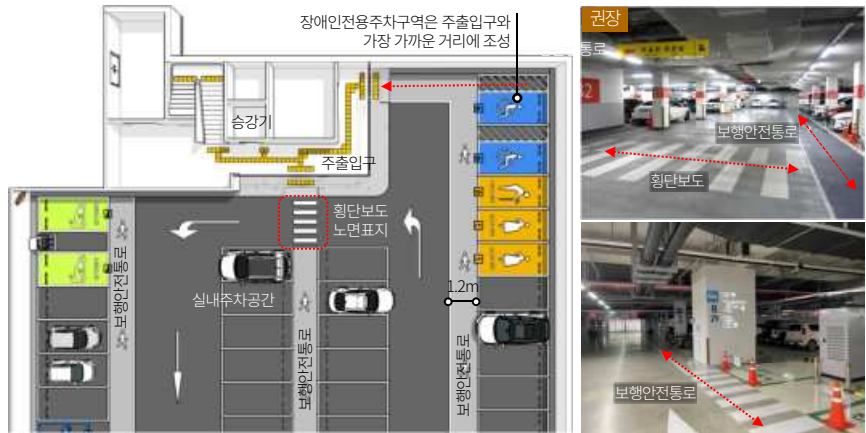 장애인전용주차구역은 주출입구와
가장 가까운 거리에 조성
승강기
주출입구
횡단보도
노면표지
실내주차공간
보행안전통로
보행안전통로
보행안전통로
1.2m
권장
통로
보행안전통로
횡단보도
보행안전통로